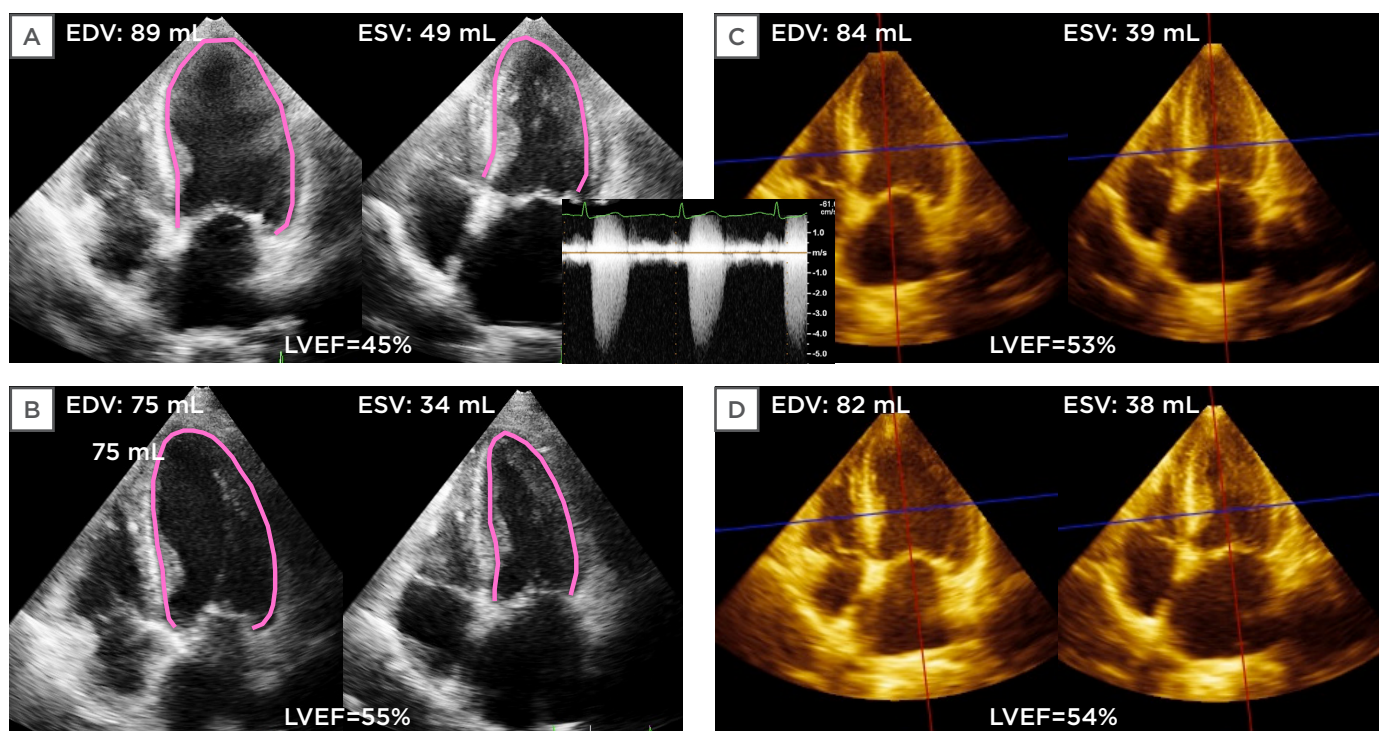 A
EDV: 89 mL
ESV: 49 mL
LVEF=45%
-61.
cm/s
1.0
m/s
-1.0
-2.0
-3.0
-4.0
-5.0
C
EDV: 84 mL
ESV: 39 mL
LVEF=53%
B
EDV: 75 mL
75 mL
ESV: 34 mL
LVEF=55%
D
EDV: 82 mL
ESV: 38 mL
LVEF=54%